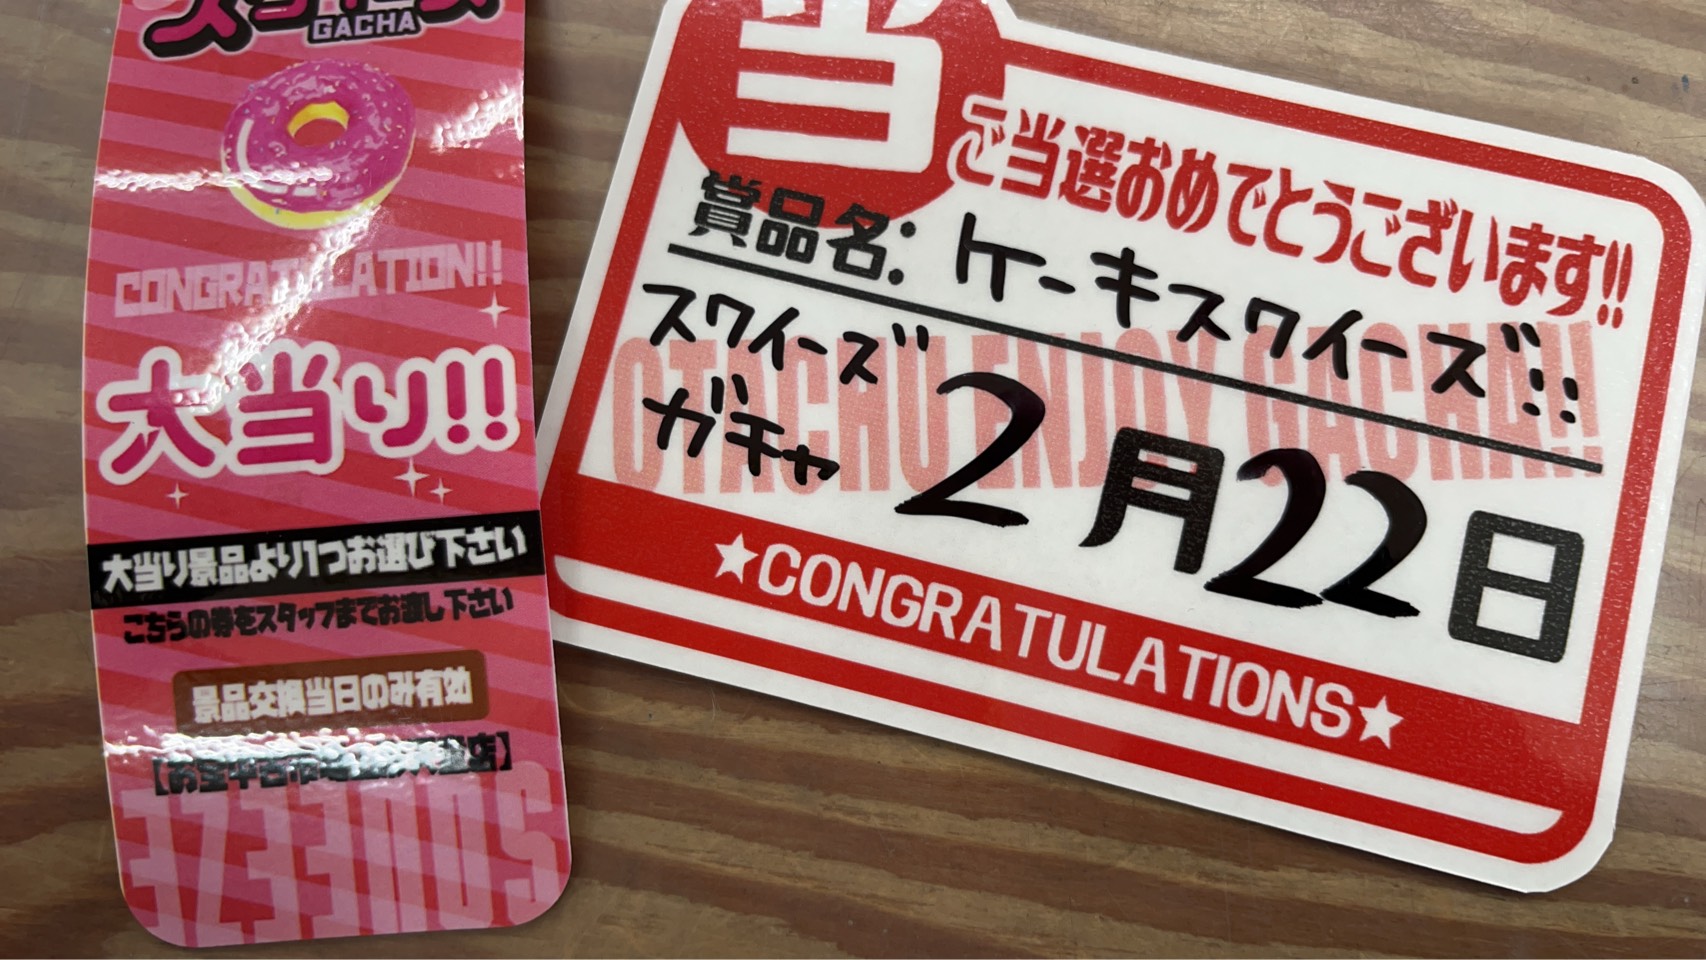 GACHA
CONGRATULATION!!
大当り!!
大当り景品より1つお選び下さい
こちらの券をスタッフまでお渡し下さい
景品交換当日のみ有効
SQUEEZE
当
ご当選おめでとうございます!!
賞品名: ケーキスクイーズ!!
OTACHU ENJOY GACHA!!
スクイーズ
ガチャ
2月22日
★CONGRATULATIONS★